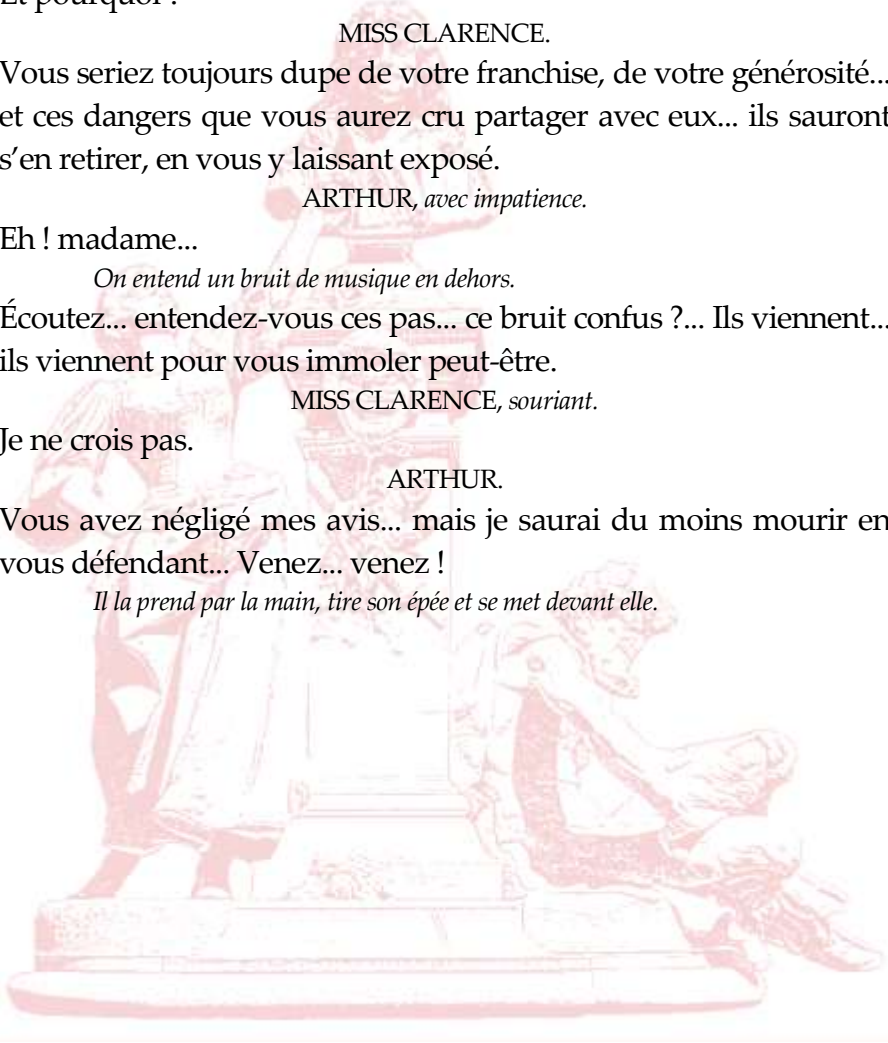 Et pourquoi ?
MISS CLARENCE.
Vous seriez toujours dupe de votre franchise, de votre générosité...
et ces dangers que vous aurez cru partager avec eux... ils sauront
s’en retirer, en vous y laissant exposé.
ARTHUR, avec impatience.
Eh ! madame...
On entend un bruit de musique en dehors.
Écoutez... entendez-vous ces pas... ce bruit confus ?... Ils viennent...
ils viennent pour vous immoler peut-être.
MISS CLARENCE, souriant.
Je ne crois pas.
ARTHUR.
Vous avez négligé mes avis... mais je saurai du moins mourir en
vous défendant... Venez... venez !
Il la prend par la main, tire son épée et se met devant elle.